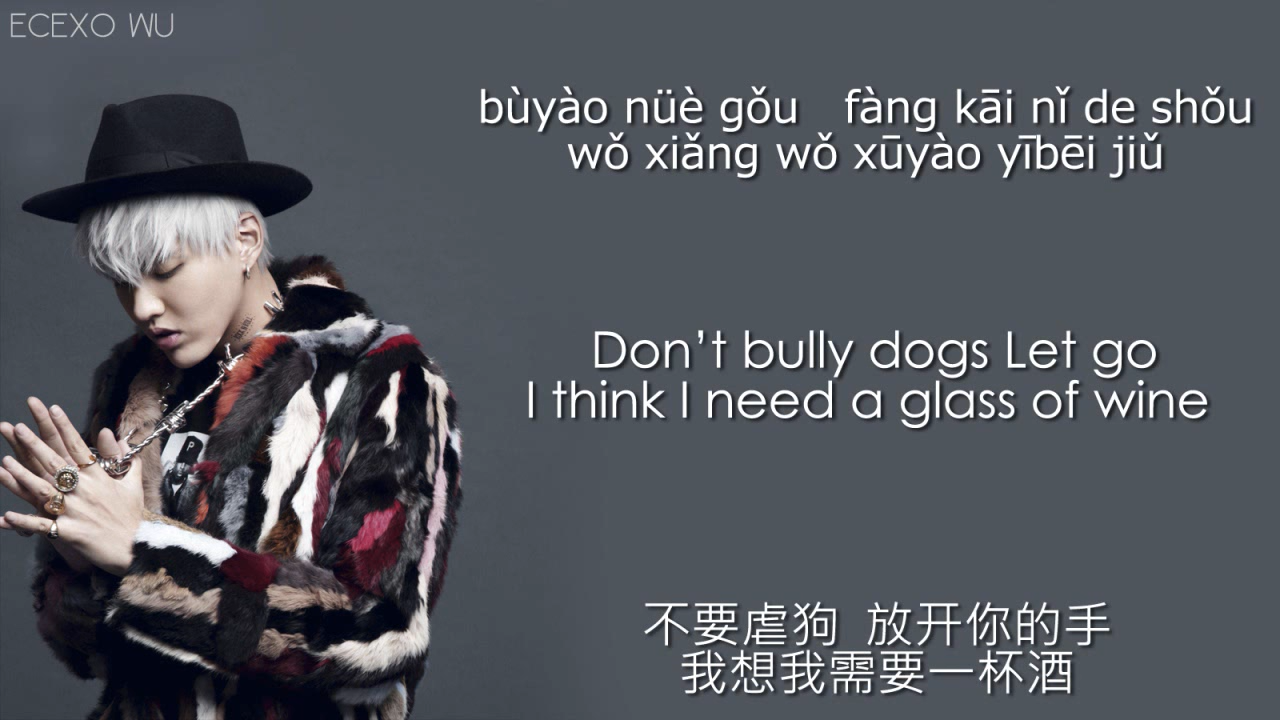 ECEXO WU
bùyào nüè gǒu   fàng kāi nǐ de shǒu
wǒ xiǎng wǒ xūyào yībēi jiǔ
Don’t bully dogs Let go
I think I need a glass of wine
不要虐狗  放开你的手
我想我需要一杯酒